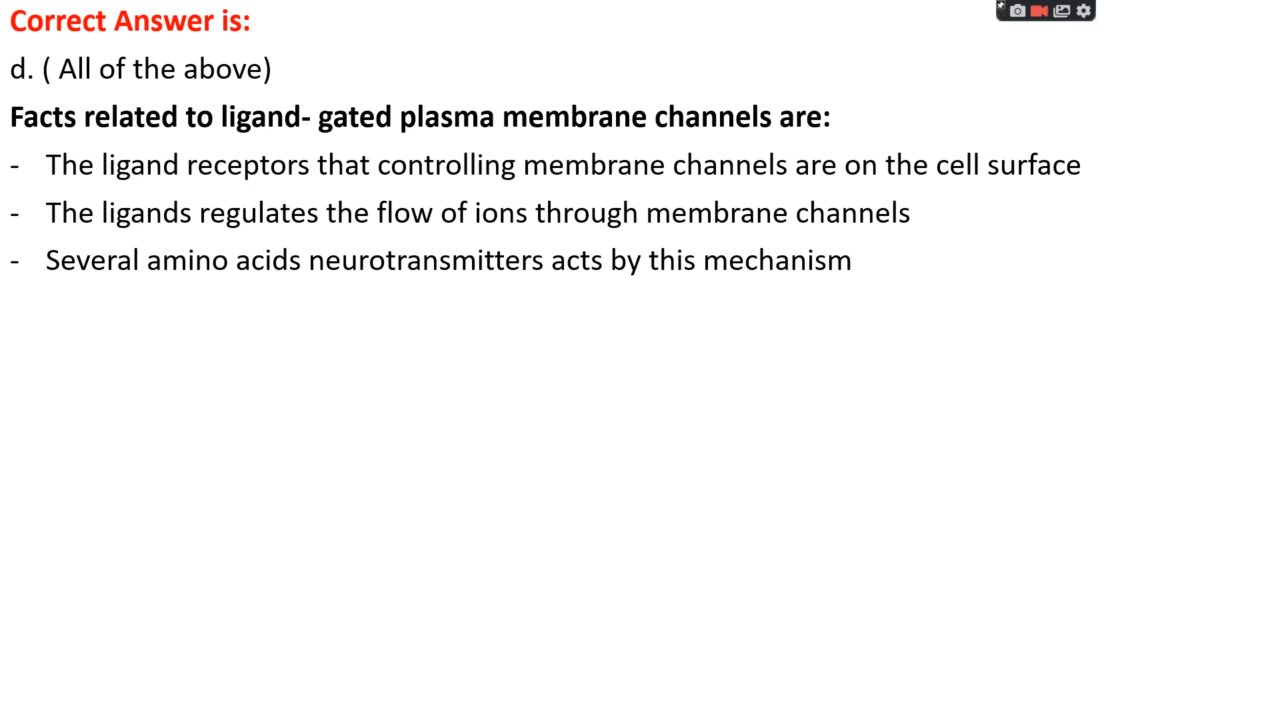 Correct Answer is:
d. ( All of the above)
Facts related to ligand- gated plasma membrane channels are:
- The ligand receptors that controlling membrane channels are on the cell surface
- The ligands regulates the flow of ions through membrane channels
- Several amino acids neurotransmitters acts by this mechanism